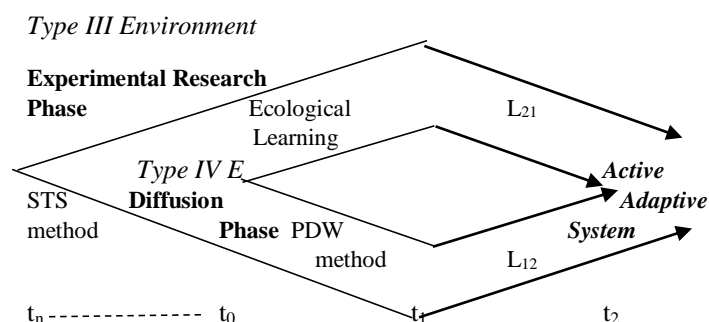 Type III Environment
Experimental Research
Phase Ecological L₂₁
Learning
Type IV E Active
STS Diffusion Adaptive
method Phase PDW System
method L₁₂
tₙ -------------- t₀ t₁ t₂